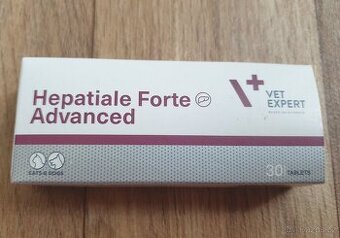 Hepatiale Forte
Advanced
VET
EXPERT
CATS & DOGS
30 TABLETS